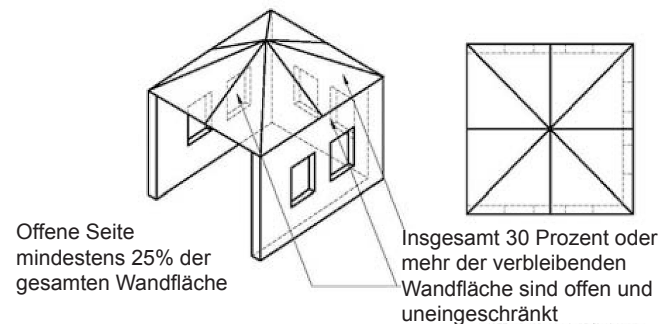 Offene Seite
mindestens 25% der
gesamten Wandfläche
Insgesamt 30 Prozent oder
mehr der verbleibenden
Wandfläche sind offen und
uneingeschränkt